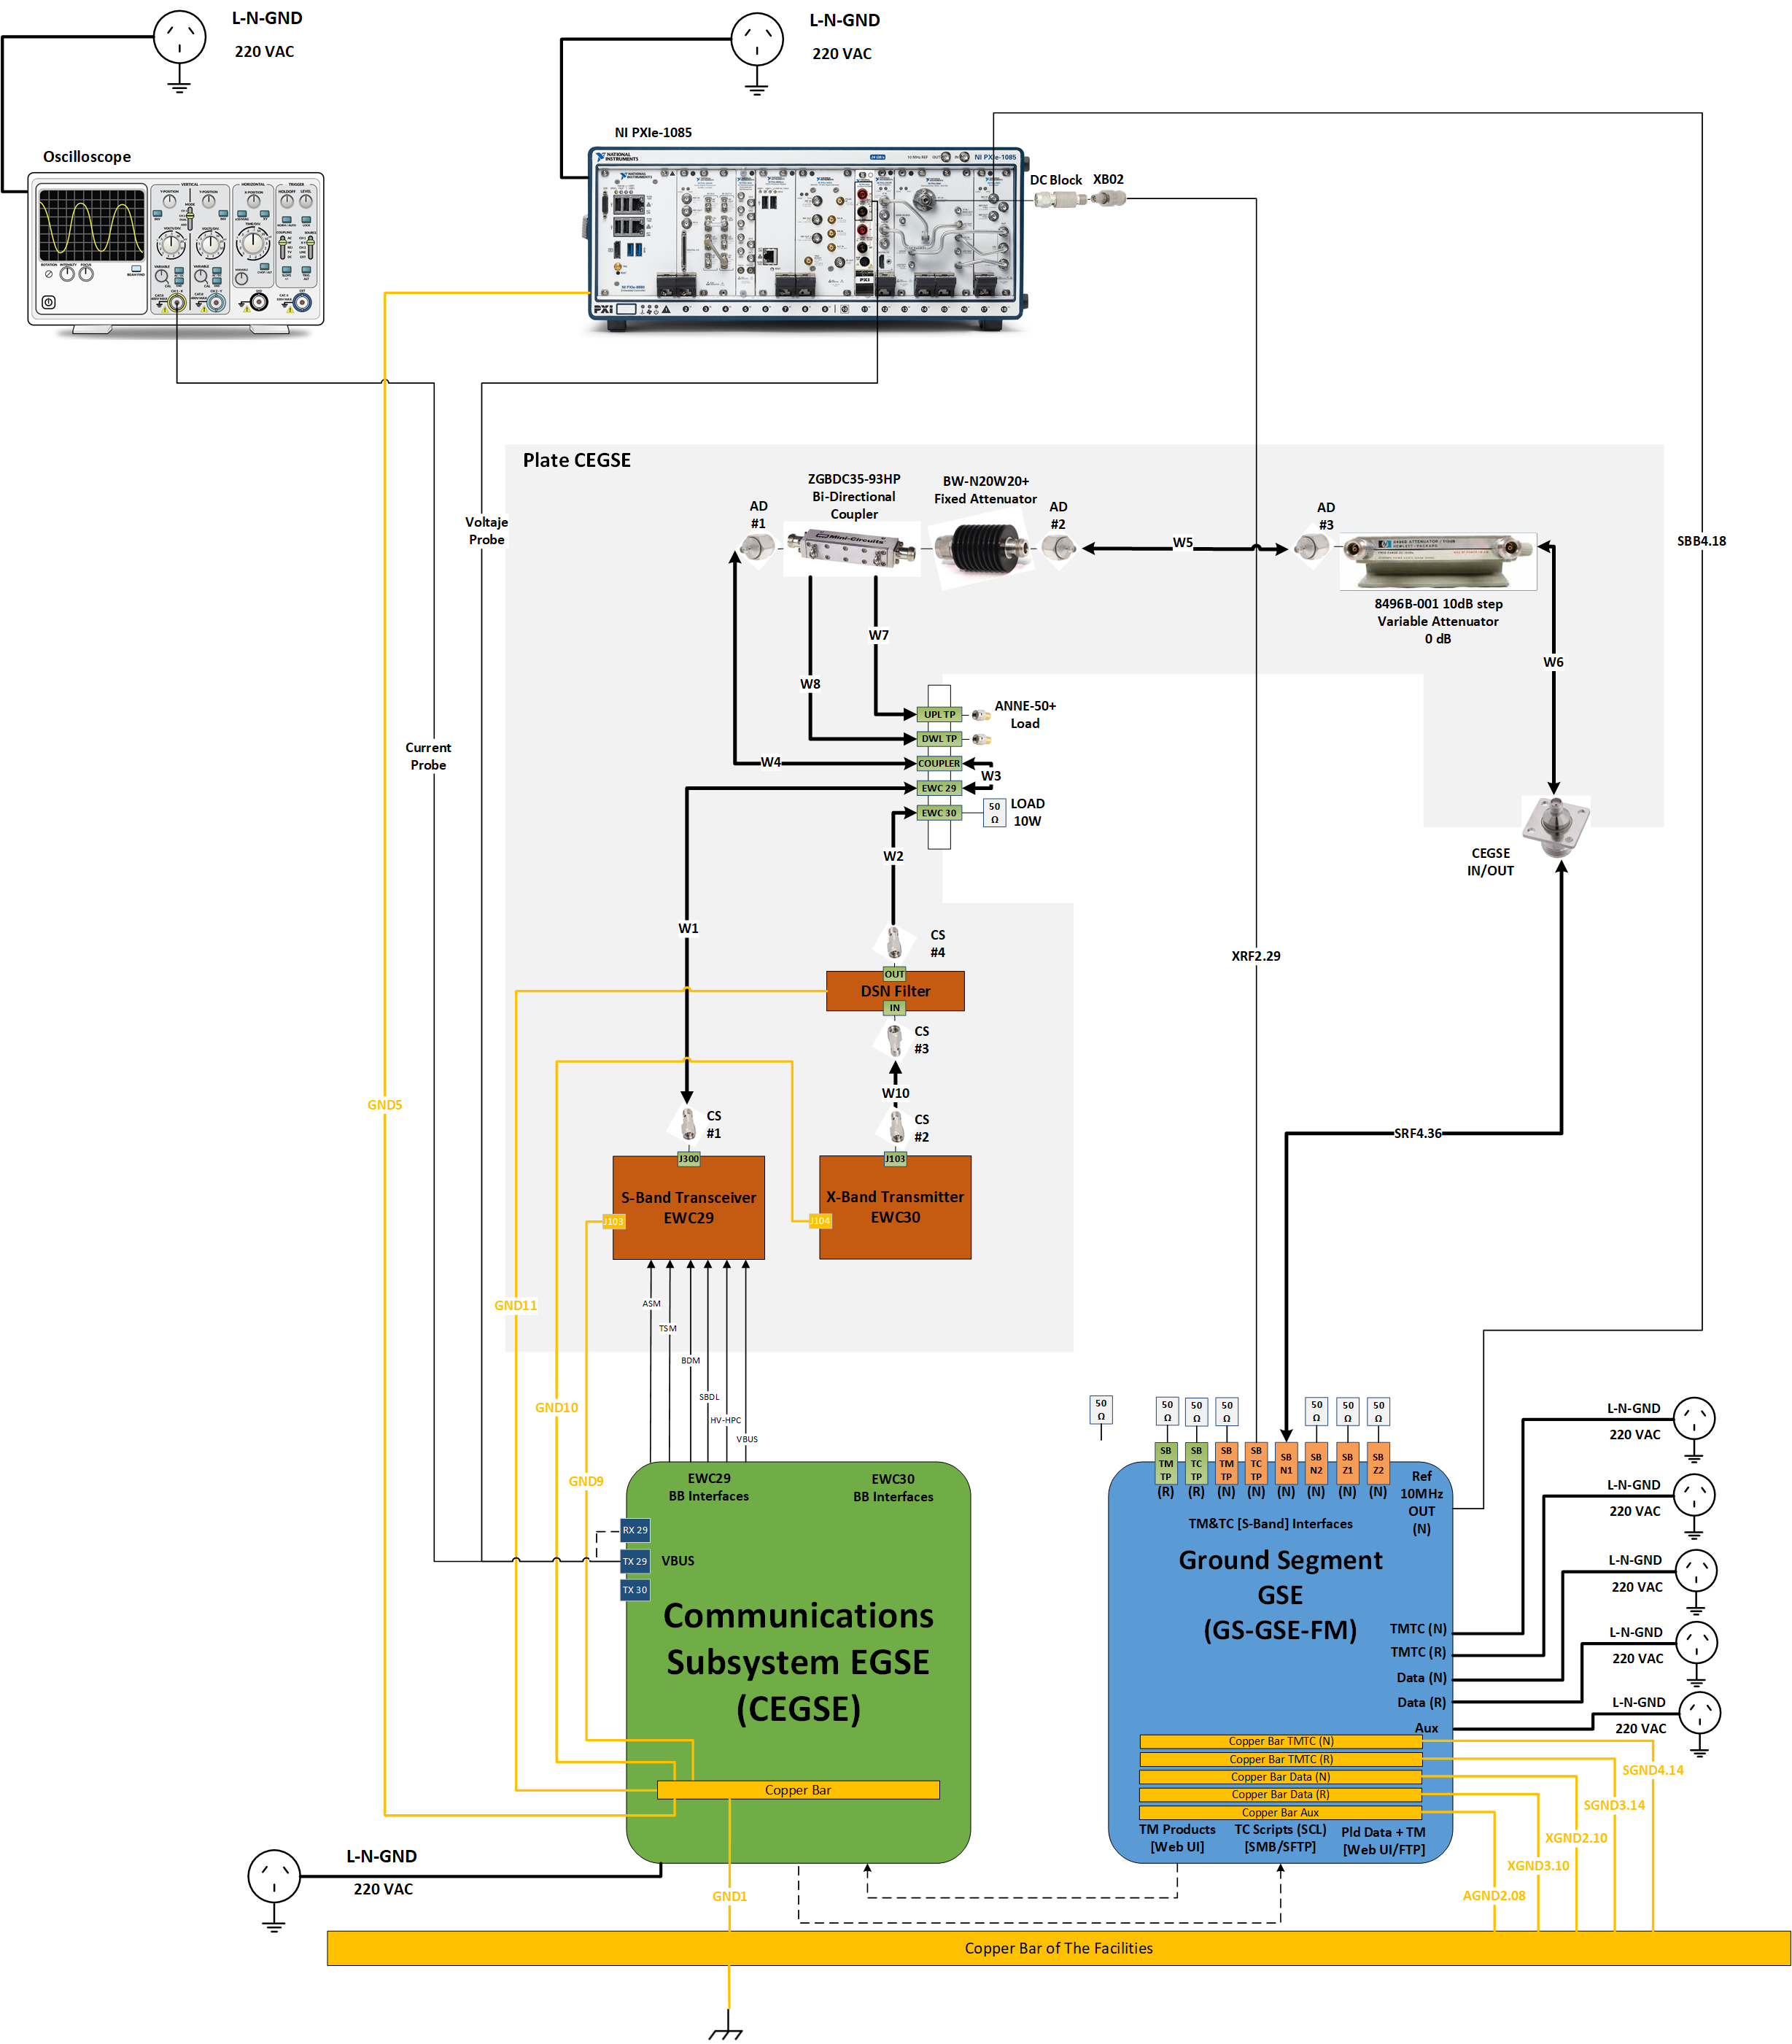 L-N-GND
220 VAC
L-N-GND
220 VAC
NI PXIe-1085
Oscilloscope
NATIONAL
INSTRUMENTS
NI PXIe-1085
PXI
DC Block
XB02
Plate CEGSE
ZGBDC35-93HP
Bi-Directional
Coupler
BW-N20W20+
Fixed Attenuator
AD
#1
AD
#2
AD
#3
Mini-Circuits
W5
8496B-001 10dB step
Variable Attenuator
0 dB
Voltaje
Probe
SBB4.18
W7
W8
W6
UPL TP
ANNE-50+
Load
DWL TP
COUPLER
W4
W3
EWC 29
EWC 30
50
Ω
LOAD
10W
Current
Probe
W2
CEGSE
IN/OUT
W1
CS
#4
XRF2.29
OUT
DSN Filter
IN
CS
#3
W10
GND5
CS
#1
CS
#2
SRF4.36
J300
J103
S-Band Transceiver
EWC29
X-Band Transmitter
EWC30
J103
J104
GND11
ASM
TSM
BDM
SBDL
HV-HPC
VBUS
GND10
GND9
50
Ω
50
Ω
50
Ω
50
Ω
50
Ω
50
Ω
50
Ω
SB
TM
TP
(R)
SB
TC
TP
(R)
SB
TM
TP
(N)
SB
TC
TP
(N)
SB
N1
(N)
SB
N2
(N)
SB
Z1
(N)
SB
Z2
(N)
Ref
10MHz
OUT
(N)
TM&TC [S-Band] Interfaces
Ground Segment
GSE
(GS-GSE-FM)
L-N-GND
220 VAC
L-N-GND
220 VAC
L-N-GND
220 VAC
L-N-GND
220 VAC
L-N-GND
220 VAC
TMTC (N)
TMTC (R)
Data (N)
Data (R)
Aux
EWC29
BB Interfaces
EWC30
BB Interfaces
RX 29
TX 29
VBUS
TX 30
Communications
Subsystem EGSE
(CEGSE)
Copper Bar
Copper Bar TMTC (N)
Copper Bar TMTC (R)
Copper Bar Data (N)
Copper Bar Data (R)
Copper Bar Aux
TM Products
[Web UI]
TC Scripts (SCL)
[SMB/SFTP]
Pld Data + TM
[Web UI/FTP]
SGND4.14
SGND3.14
XGND2.10
XGND3.10
AGND2.08
L-N-GND
220 VAC
GND1
Copper Bar of The Facilities